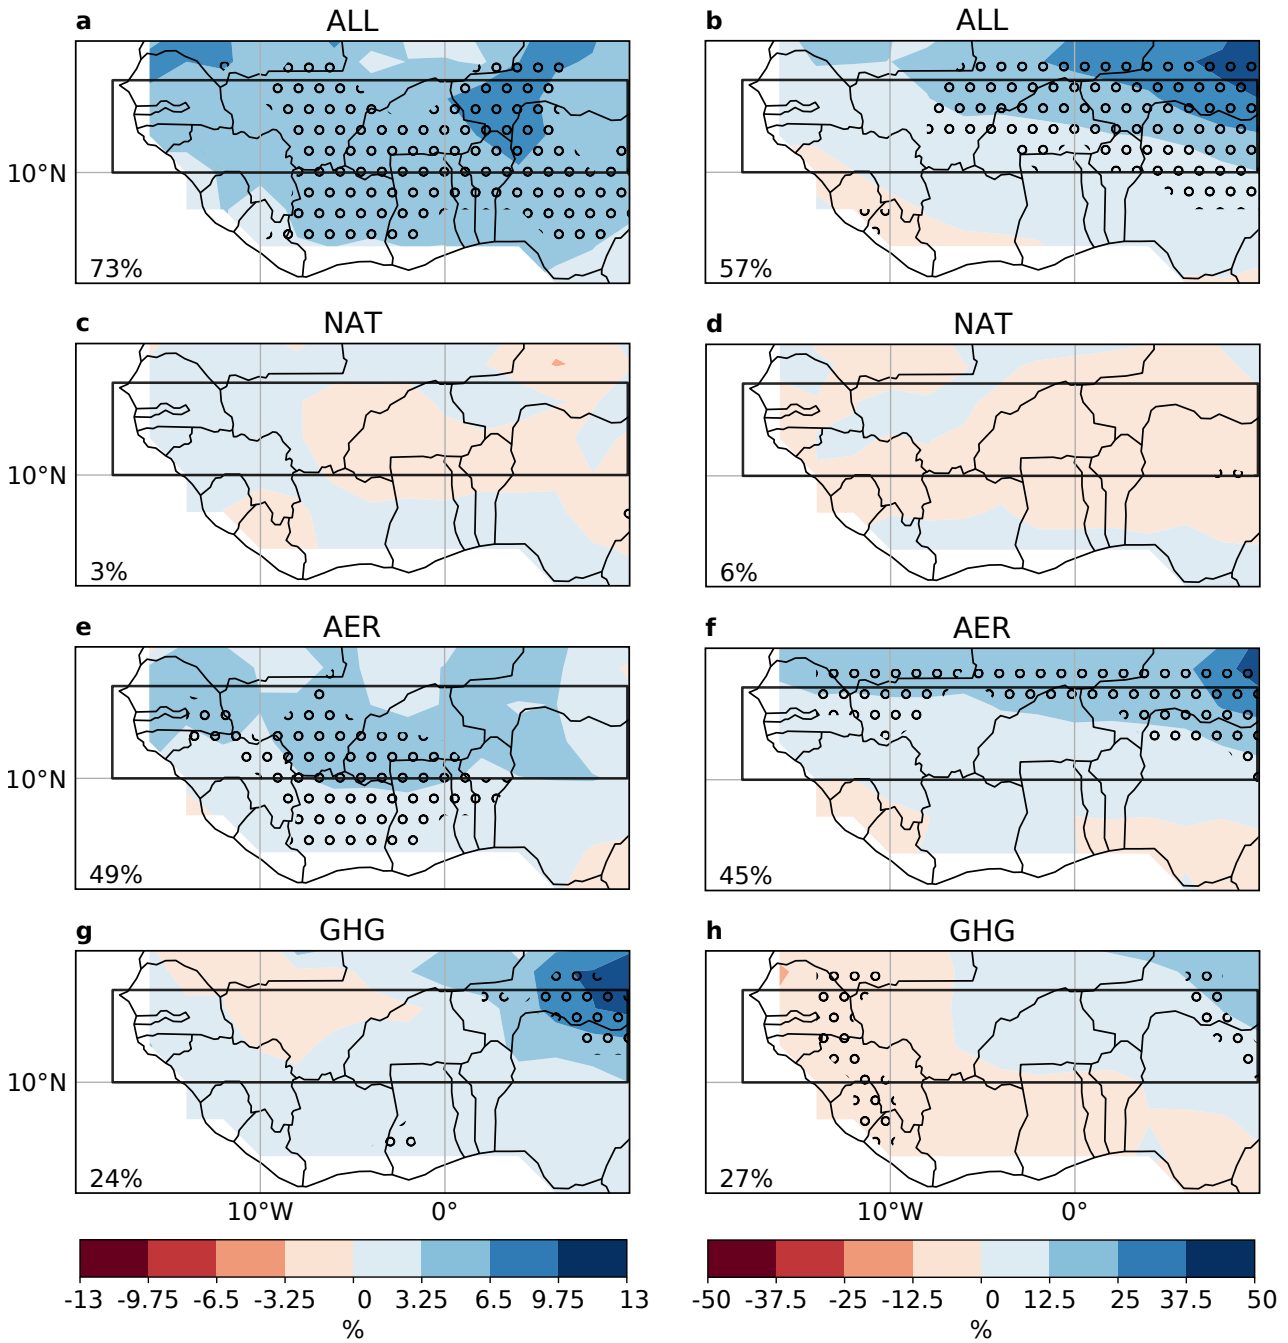 a ALL b ALL
10°N
73% 57%
c NAT d NAT
10°N
3% 6%
e AER f AER
10°N
49% 45%
g GHG h GHG
10°N
24% 27%
10°W 0° 10°W 0°
-13 -9.75 -6.5 -3.25 0 3.25 6.5 9.75 13 -50 -37.5 -25 -12.5 0 12.5 25 37.5 50
% %